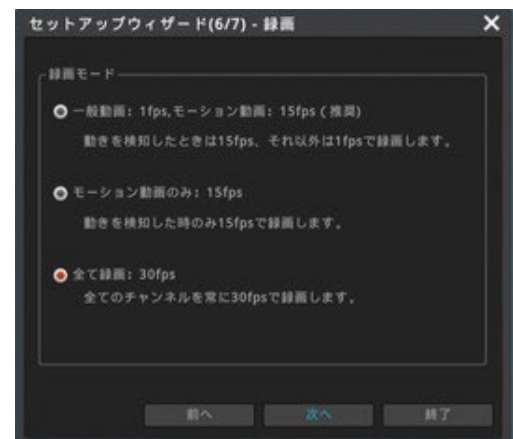 セットアップウィザード(6/7) - 録画
録画モード
一般動画: 1fps,モーション動画: 15fps ( 推奨)
動きを検知したときは15fps、それ以外は1fpsで録画します。
モーション動画のみ: 15fps
動きを検知した時のみ15fpsで録画します。
全て録画: 30fps
全てのチャンネルを常に30fpsで録画します。
前へ 次へ 終了